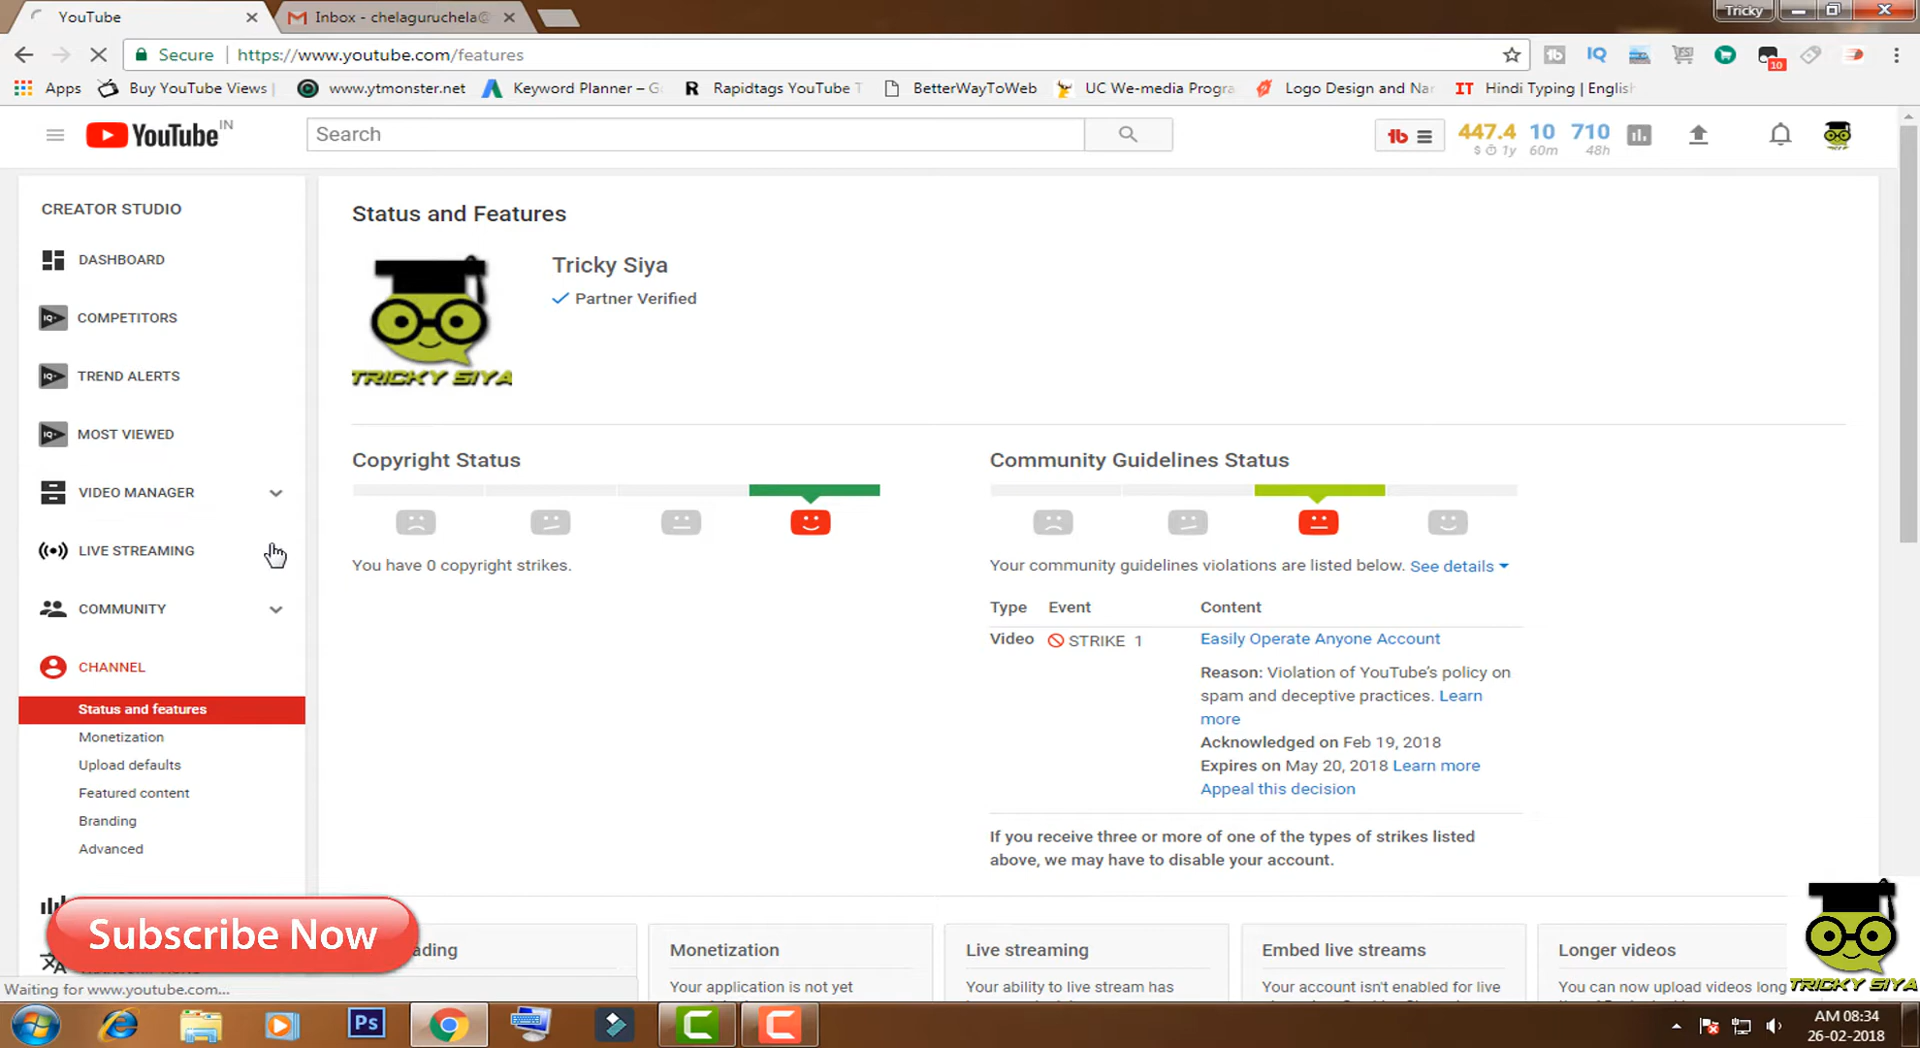 YouTube
Inbox - chelaguruchela@
Tricky
Secure
https://www.youtube.com/features
IQ
10
Apps
Buy YouTube Views
www.ytmonster.net
Keyword Planner –
R Rapidtags YouTube
BetterWayToWeb
UC We-media Progra
Logo Design and Nar
IT Hindi Typing | English
YouTube IN
Search
447.4 10 710
$ 1y 60m 48h
CREATOR STUDIO
DASHBOARD
COMPETITORS
TREND ALERTS
MOST VIEWED
VIDEO MANAGER
LIVE STREAMING
COMMUNITY
CHANNEL
Status and features
Monetization
Upload defaults
Featured content
Branding
Advanced
Status and Features
TRICKY SIYA
Tricky Siya
Partner Verified
Copyright Status
You have 0 copyright strikes.
Community Guidelines Status
Your community guidelines violations are listed below. See details
Type Event Content
Video STRIKE 1 Easily Operate Anyone Account
Reason: Violation of YouTube's policy on
spam and deceptive practices. Learn
more
Acknowledged on Feb 19, 2018
Expires on May 20, 2018 Learn more
Appeal this decision
If you receive three or more of one of the types of strikes listed
above, we may have to disable your account.
Subscribe Now
ading
Monetization
Your application is not yet
Live streaming
Your ability to live stream has
Embed live streams
Your account isn't enabled for live
Longer videos
You can now upload videos long
TRICKY SIYA
Waiting for www.youtube.com...
Ps
AM 08:34
26-02-2018